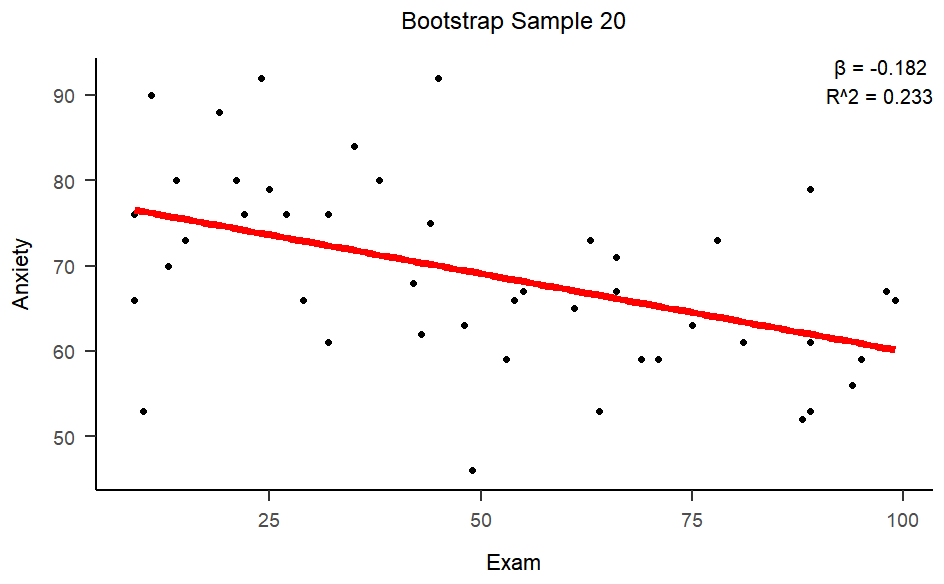 Bootstrap Sample 20
β = -0.182
R^2 = 0.233
90
80
70
60
50
Anxiety
25
50
75
100
Exam